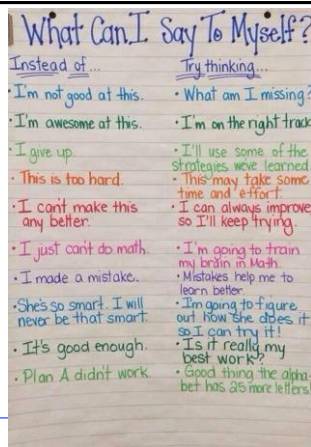 What Can I Say To Myself?
Instead of...
Try thinking...
• I'm not good at this.
• What am I missing?
• I'm awesome at this.
• I'm on the right track
• I give up.
• I'll use some of the
strategies we've learned
• This is too hard.
• This may take some
time and effort.
• I can't make this
any better.
• I can always improve
so I'll keep trying.
• I just can't do math.
• I'm going to train
my brain in Math.
• I made a mistake.
• Mistakes help me to
learn better.
• She's so smart. I will
never be that smart.
• I'm going to figure
out how she does it
so I can try it!
• It's good enough.
• Is it really my
best work?
• Plan A didn't work.
• Good thing the alpha-
bet has 25 more letters!